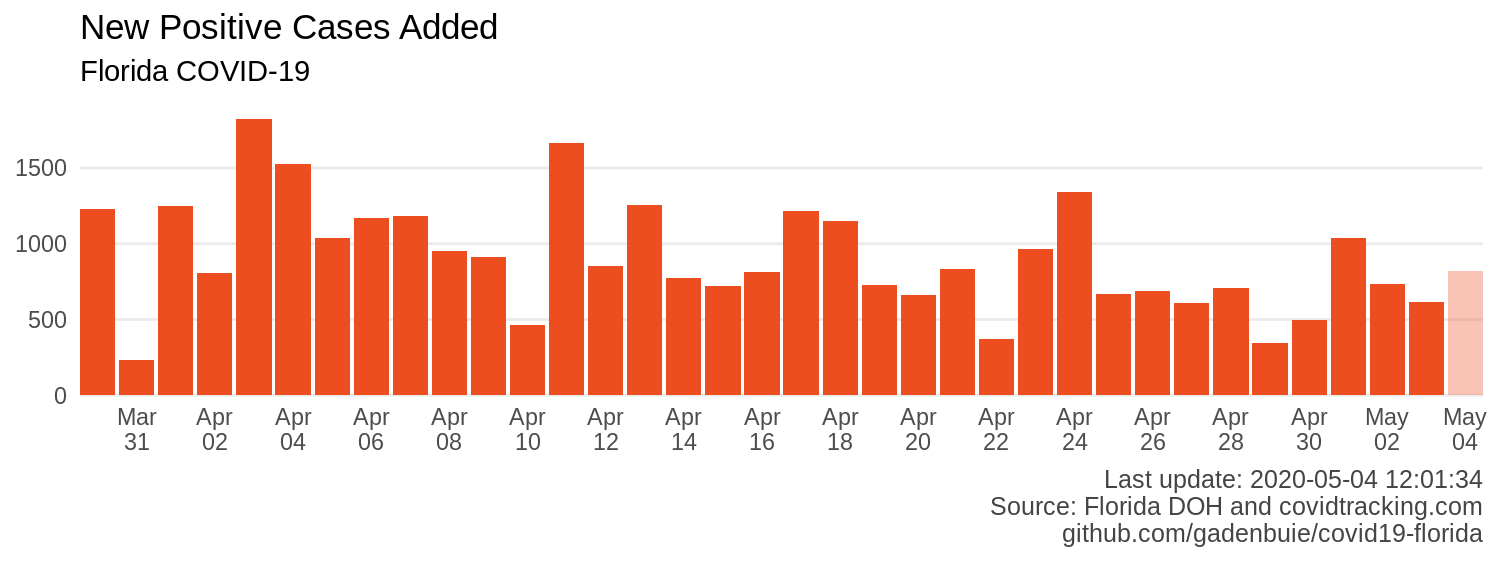 New Positive Cases Added
Florida COVID-19
1500
1000
500
0
Mar Apr Apr Apr Apr Apr Apr Apr Apr Apr Apr Apr Apr Apr Apr Apr May May
31 02 04 06 08 10 12 14 16 18 20 22 24 26 28 30 02 04
Last update: 2020-05-04 12:01:34
Source: Florida DOH and covidtracking.com
github.com/gadenbuie/covid19-florida